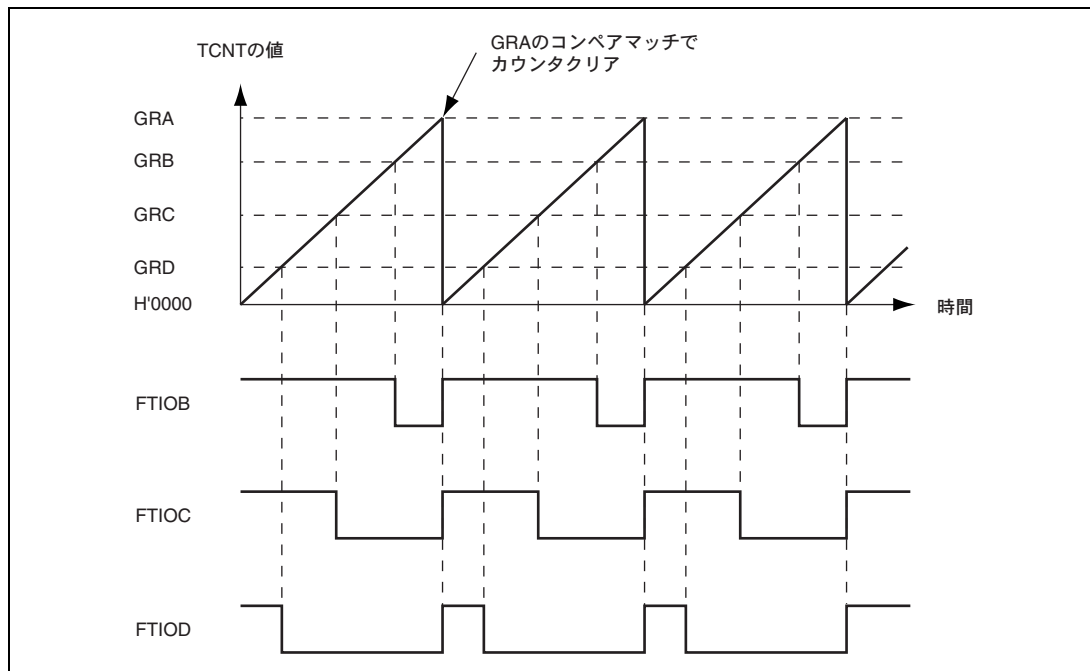 TCNTの値
GRAのコンペアマッチで
カウンタクリア
GRA
GRB
GRC
GRD
H'0000
時間
FTIOB
FTIOC
FTIOD